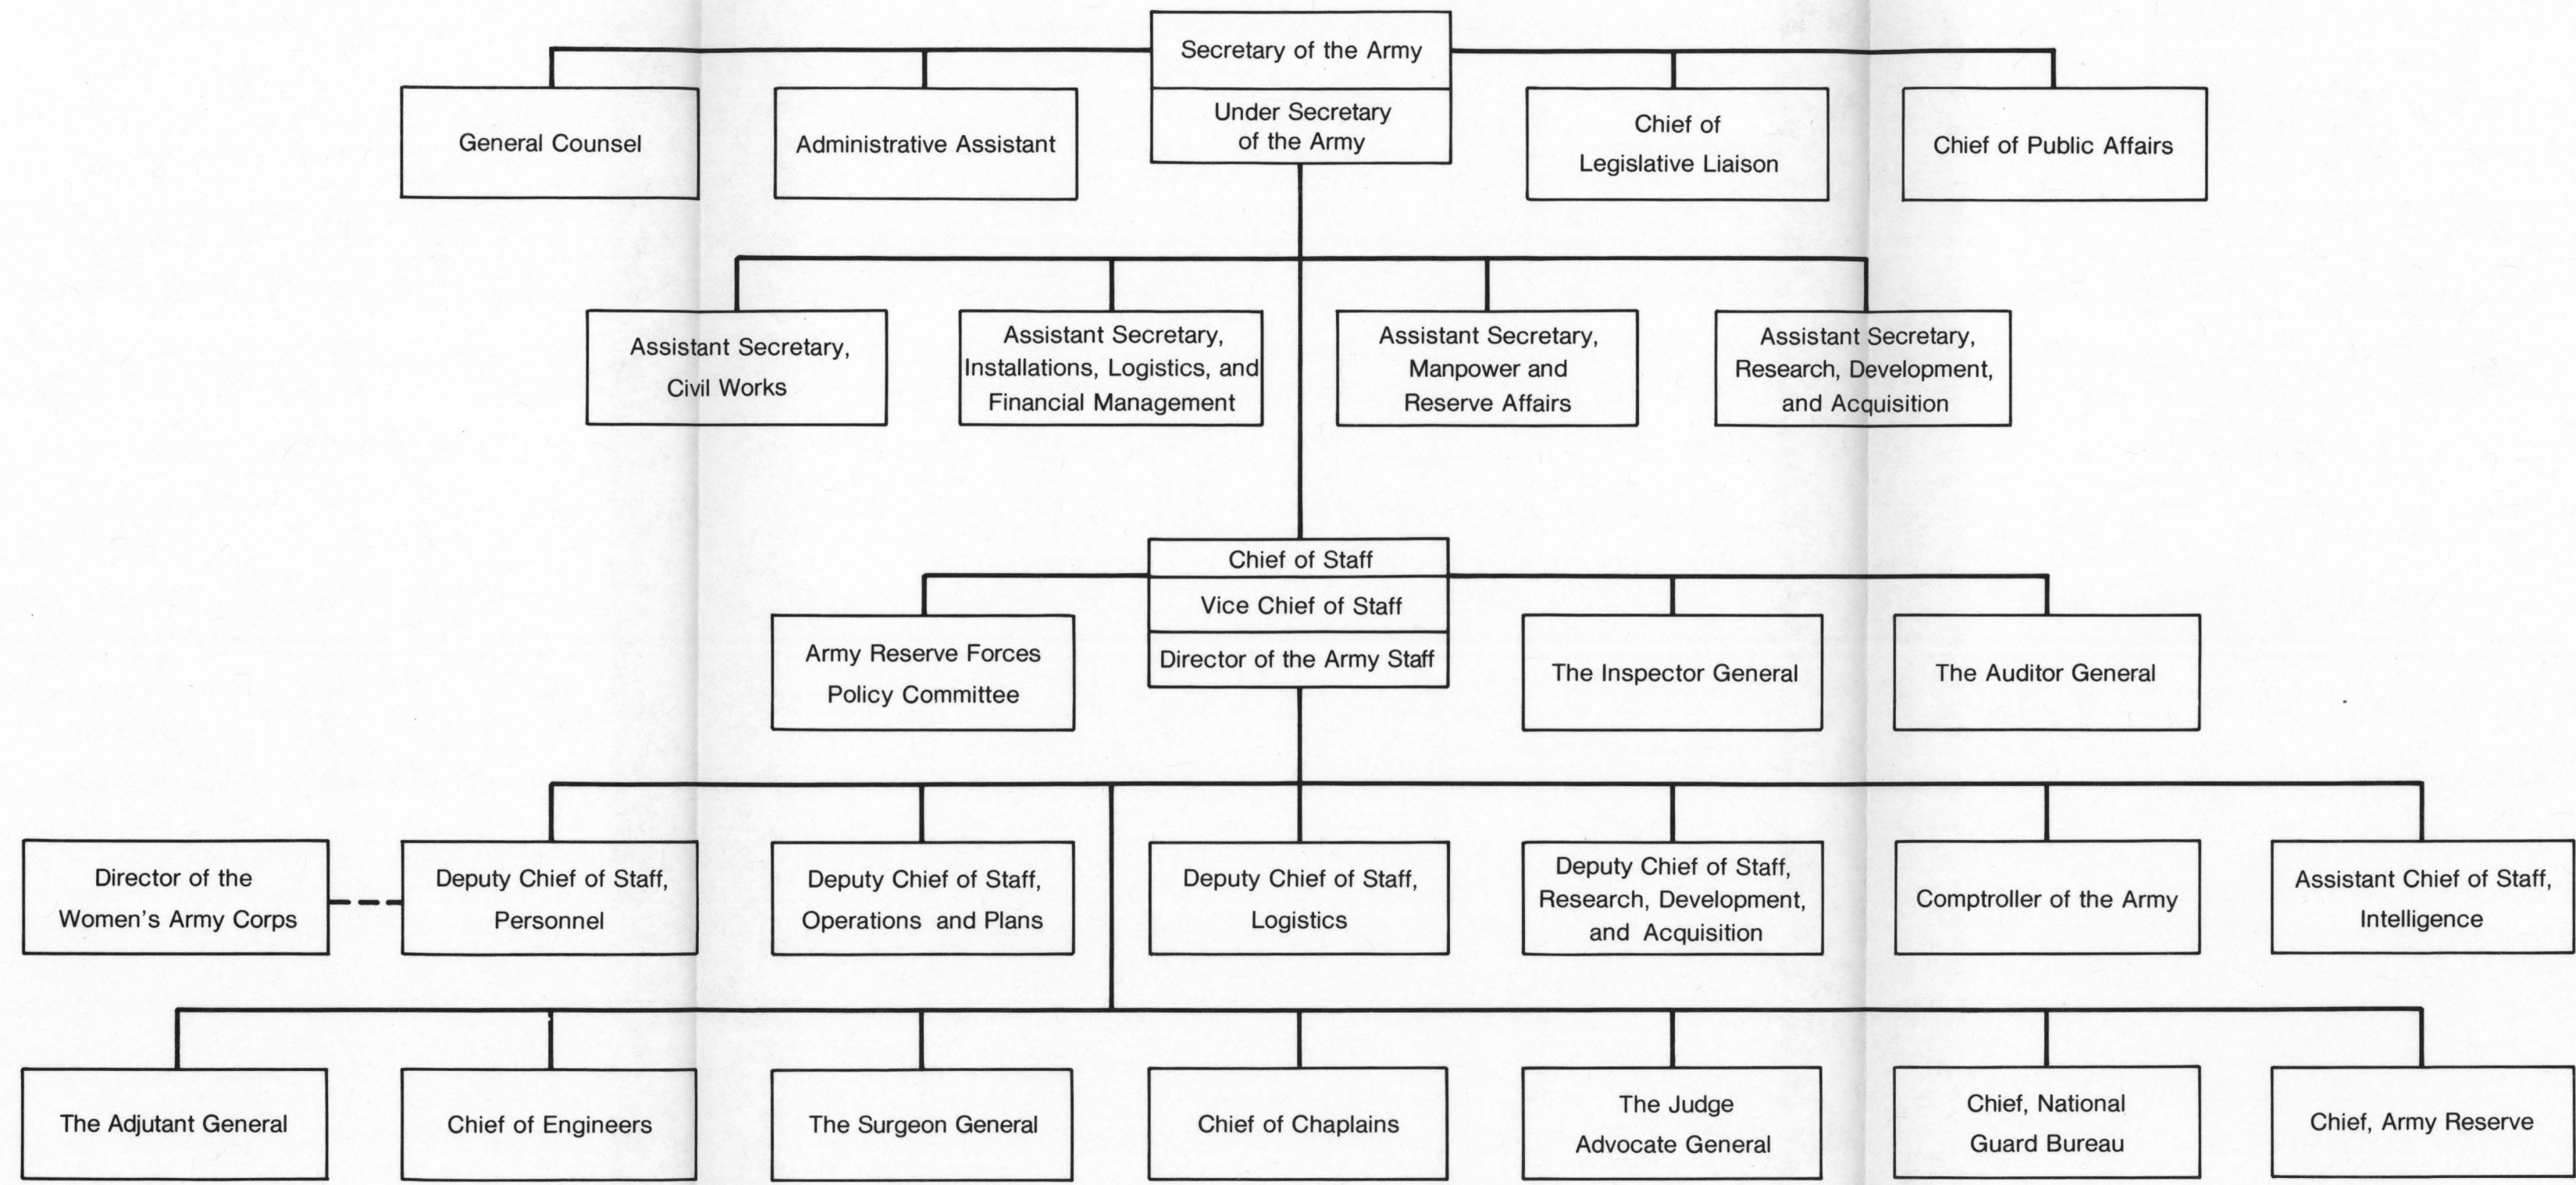 Secretary of the Army
Under Secretary
of the Army
General Counsel
Administrative Assistant
Chief of
Legislative Liaison
Chief of Public Affairs
Assistant Secretary,
Civil Works
Assistant Secretary,
Installations, Logistics, and
Financial Management
Assistant Secretary,
Manpower and
Reserve Affairs
Assistant Secretary,
Research, Development,
and Acquisition
Chief of Staff
Vice Chief of Staff
Director of the Army Staff
Army Reserve Forces
Policy Committee
The Inspector General
The Auditor General
Director of the
Women's Army Corps
Deputy Chief of Staff,
Personnel
Deputy Chief of Staff,
Operations and Plans
Deputy Chief of Staff,
Logistics
Deputy Chief of Staff,
Research, Development,
and Acquisition
Comptroller of the Army
Assistant Chief of Staff,
Intelligence
The Adjutant General
Chief of Engineers
The Surgeon General
Chief of Chaplains
The Judge
Advocate General
Chief, National
Guard Bureau
Chief, Army Reserve